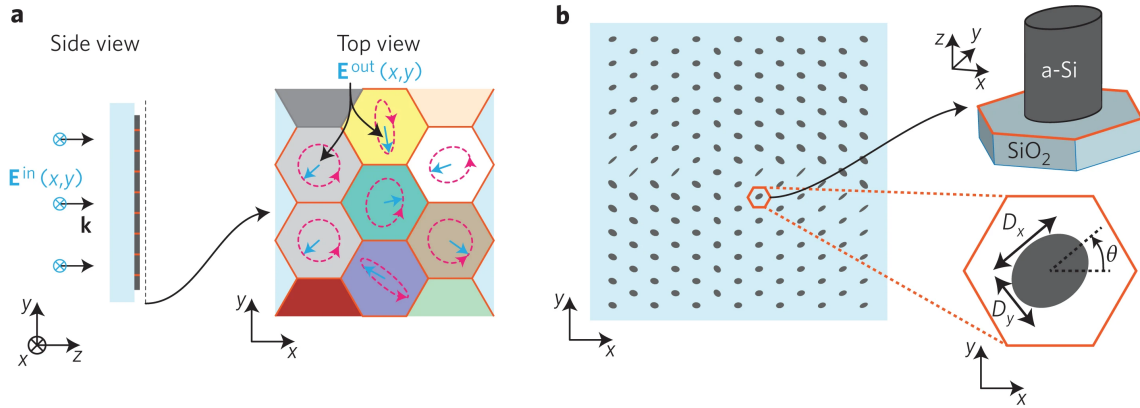 a
Side view
Top view
E^out (x,y)
E^in (x,y)
k
y
x
z
y
x
b
z
y
x
a-Si
SiO₂
D_x
θ
D_y
y
x